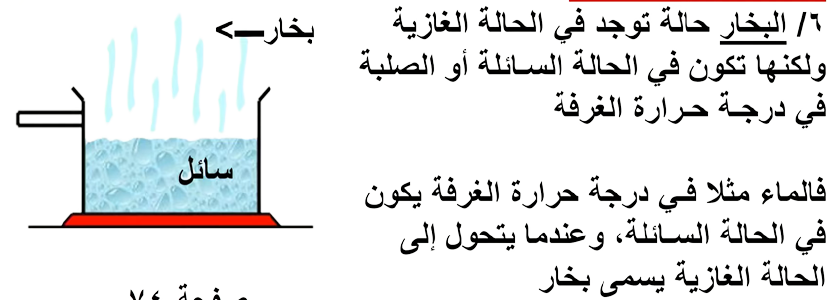 ٦/ البخار حالة توجد في الحالة الغازية
ولكنها تكون في الحالة السائلة أو الصلبة
في درجة حرارة الغرفة
فالماء مثلا في درجة حرارة الغرفة يكون
في الحالة السائلة، وعندما يتحول إلى
الحالة الغازية يسمى بخار
بخار
سائل